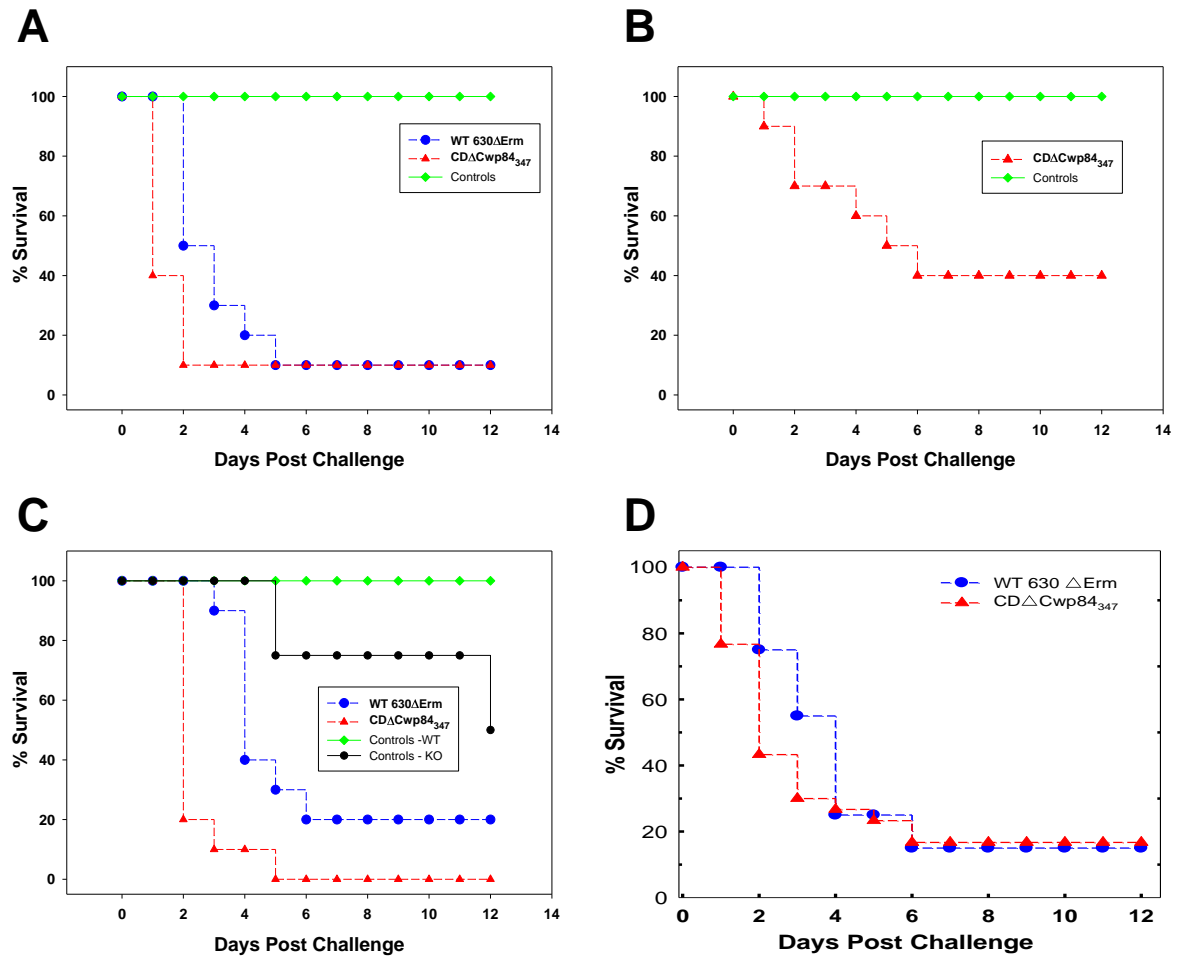 A
% Survival
100
80
60
40
20
0
WT 630ΔErm
CDΔCwp84347
Controls
0 2 4 6 8 10 12 14
Days Post Challenge
B
% Survival
100
80
60
40
20
0
CDΔCwp84347
Controls
0 2 4 6 8 10 12 14
Days Post Challenge
C
% Survival
100
80
60
40
20
0
WT 630ΔErm
CDΔCwp84347
Controls -WT
Controls - KO
0 2 4 6 8 10 12 14
Days Post Challenge
D
% Survival
100
80
60
40
20
0
WT 630 △Erm
CD△Cwp84347
0 2 4 6 8 10 12
Days Post Challenge